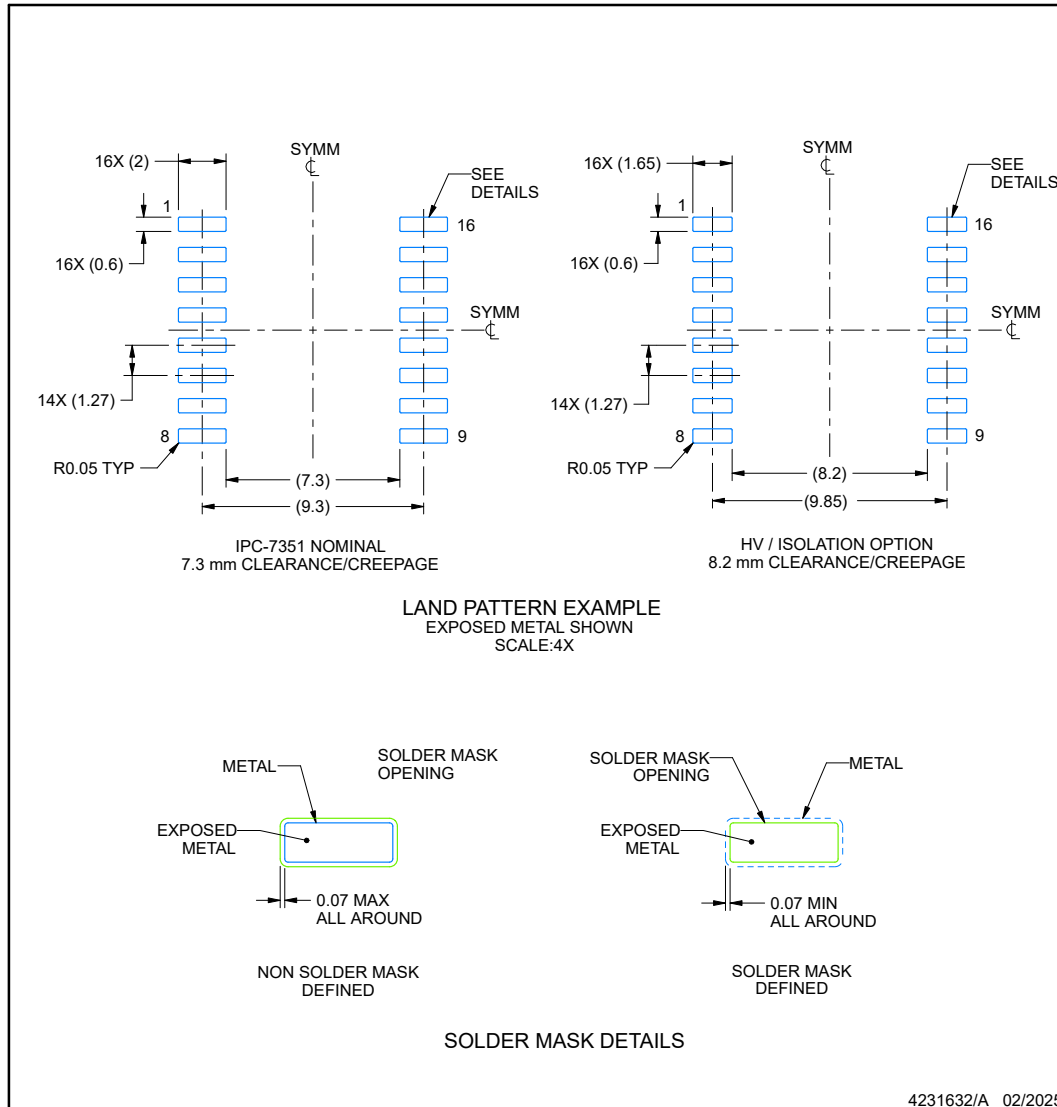 16X (2)
SYMM
℄
SEE
DETAILS
1
16
16X (0.6)
SYMM
℄
14X (1.27)
8
9
R0.05 TYP
(7.3)
(9.3)
IPC-7351 NOMINAL
7.3 mm CLEARANCE/CREEPAGE
16X (1.65)
SYMM
℄
SEE
DETAILS
1
16
16X (0.6)
SYMM
℄
14X (1.27)
8
9
R0.05 TYP
(8.2)
(9.85)
HV / ISOLATION OPTION
8.2 mm CLEARANCE/CREEPAGE
LAND PATTERN EXAMPLE
EXPOSED METAL SHOWN
SCALE:4X
METAL
SOLDER MASK
OPENING
EXPOSED
METAL
0.07 MAX
ALL AROUND
NON SOLDER MASK
DEFINED
SOLDER MASK
OPENING
METAL
EXPOSED
METAL
0.07 MIN
ALL AROUND
SOLDER MASK
DEFINED
SOLDER MASK DETAILS
4231632/A 02/2025